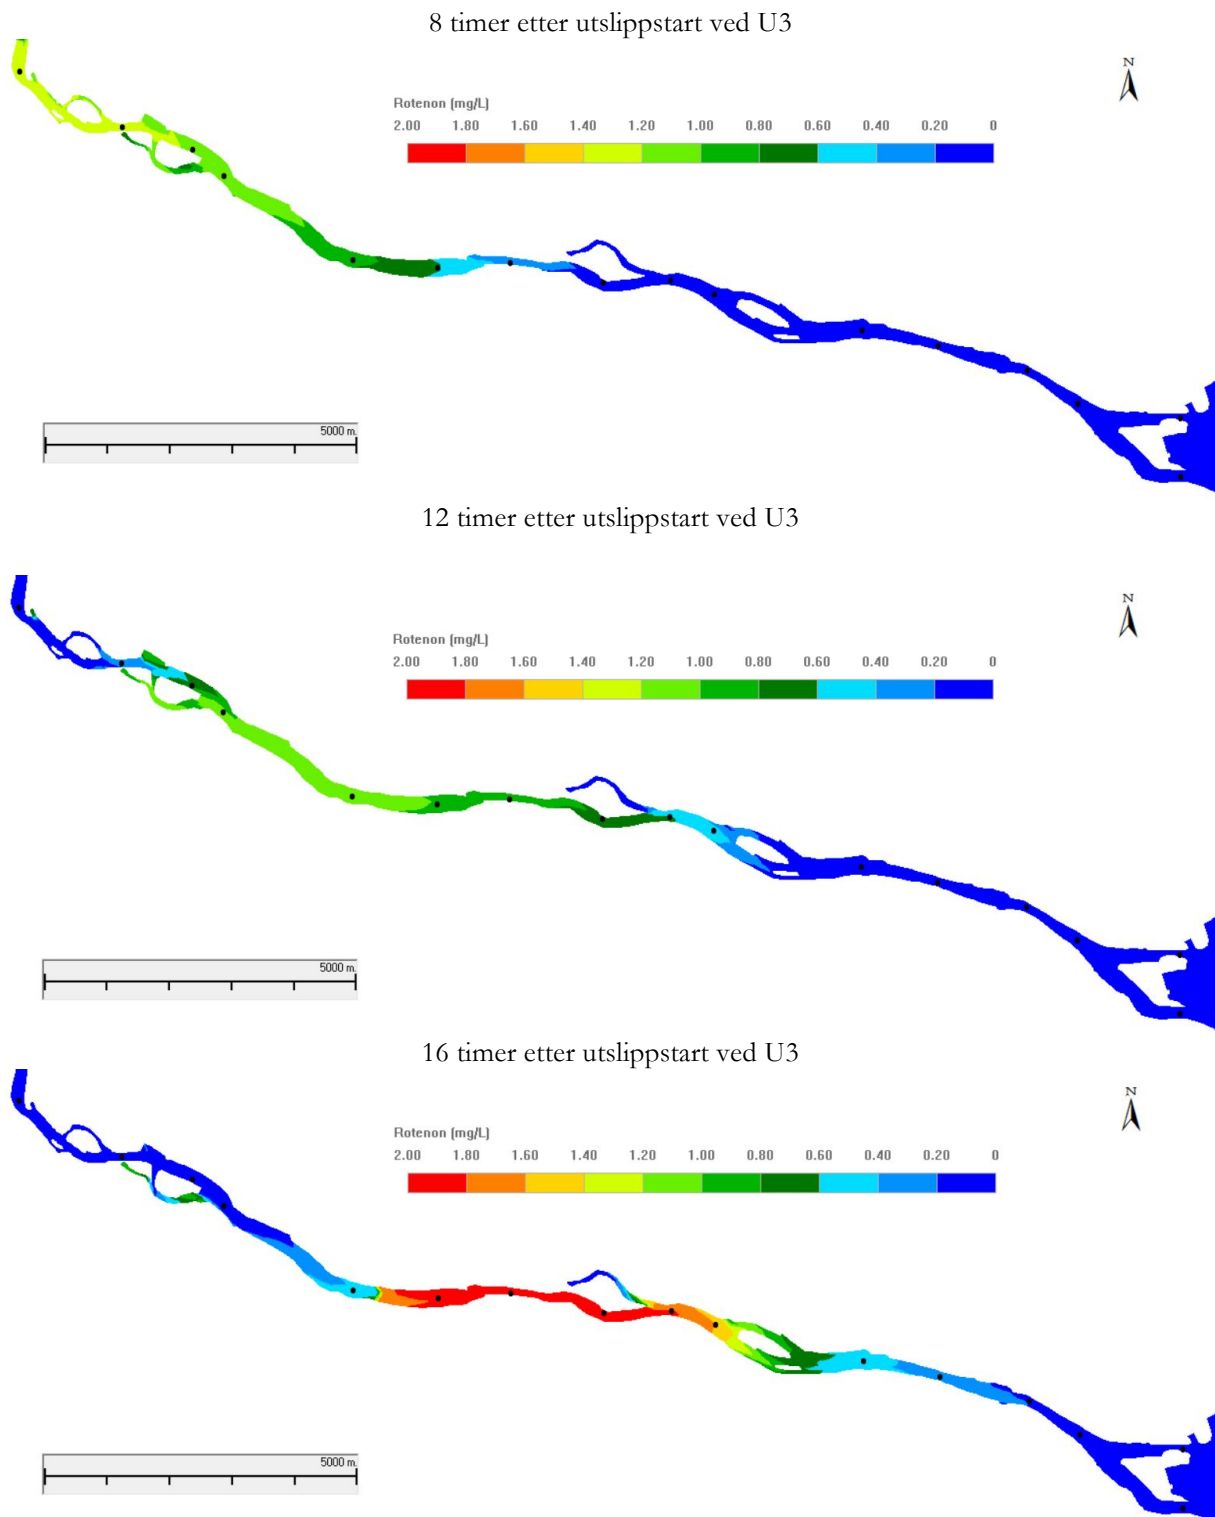 8 timer etter utslippstart ved U3
N
Rotenon (mg/L)
2.00 1.80 1.60 1.40 1.20 1.00 0.80 0.60 0.40 0.20 0
5000 m.
12 timer etter utslippstart ved U3
N
Rotenon (mg/L)
2.00 1.80 1.60 1.40 1.20 1.00 0.80 0.60 0.40 0.20 0
5000 m.
16 timer etter utslippstart ved U3
N
Rotenon (mg/L)
2.00 1.80 1.60 1.40 1.20 1.00 0.80 0.60 0.40 0.20 0
5000 m.